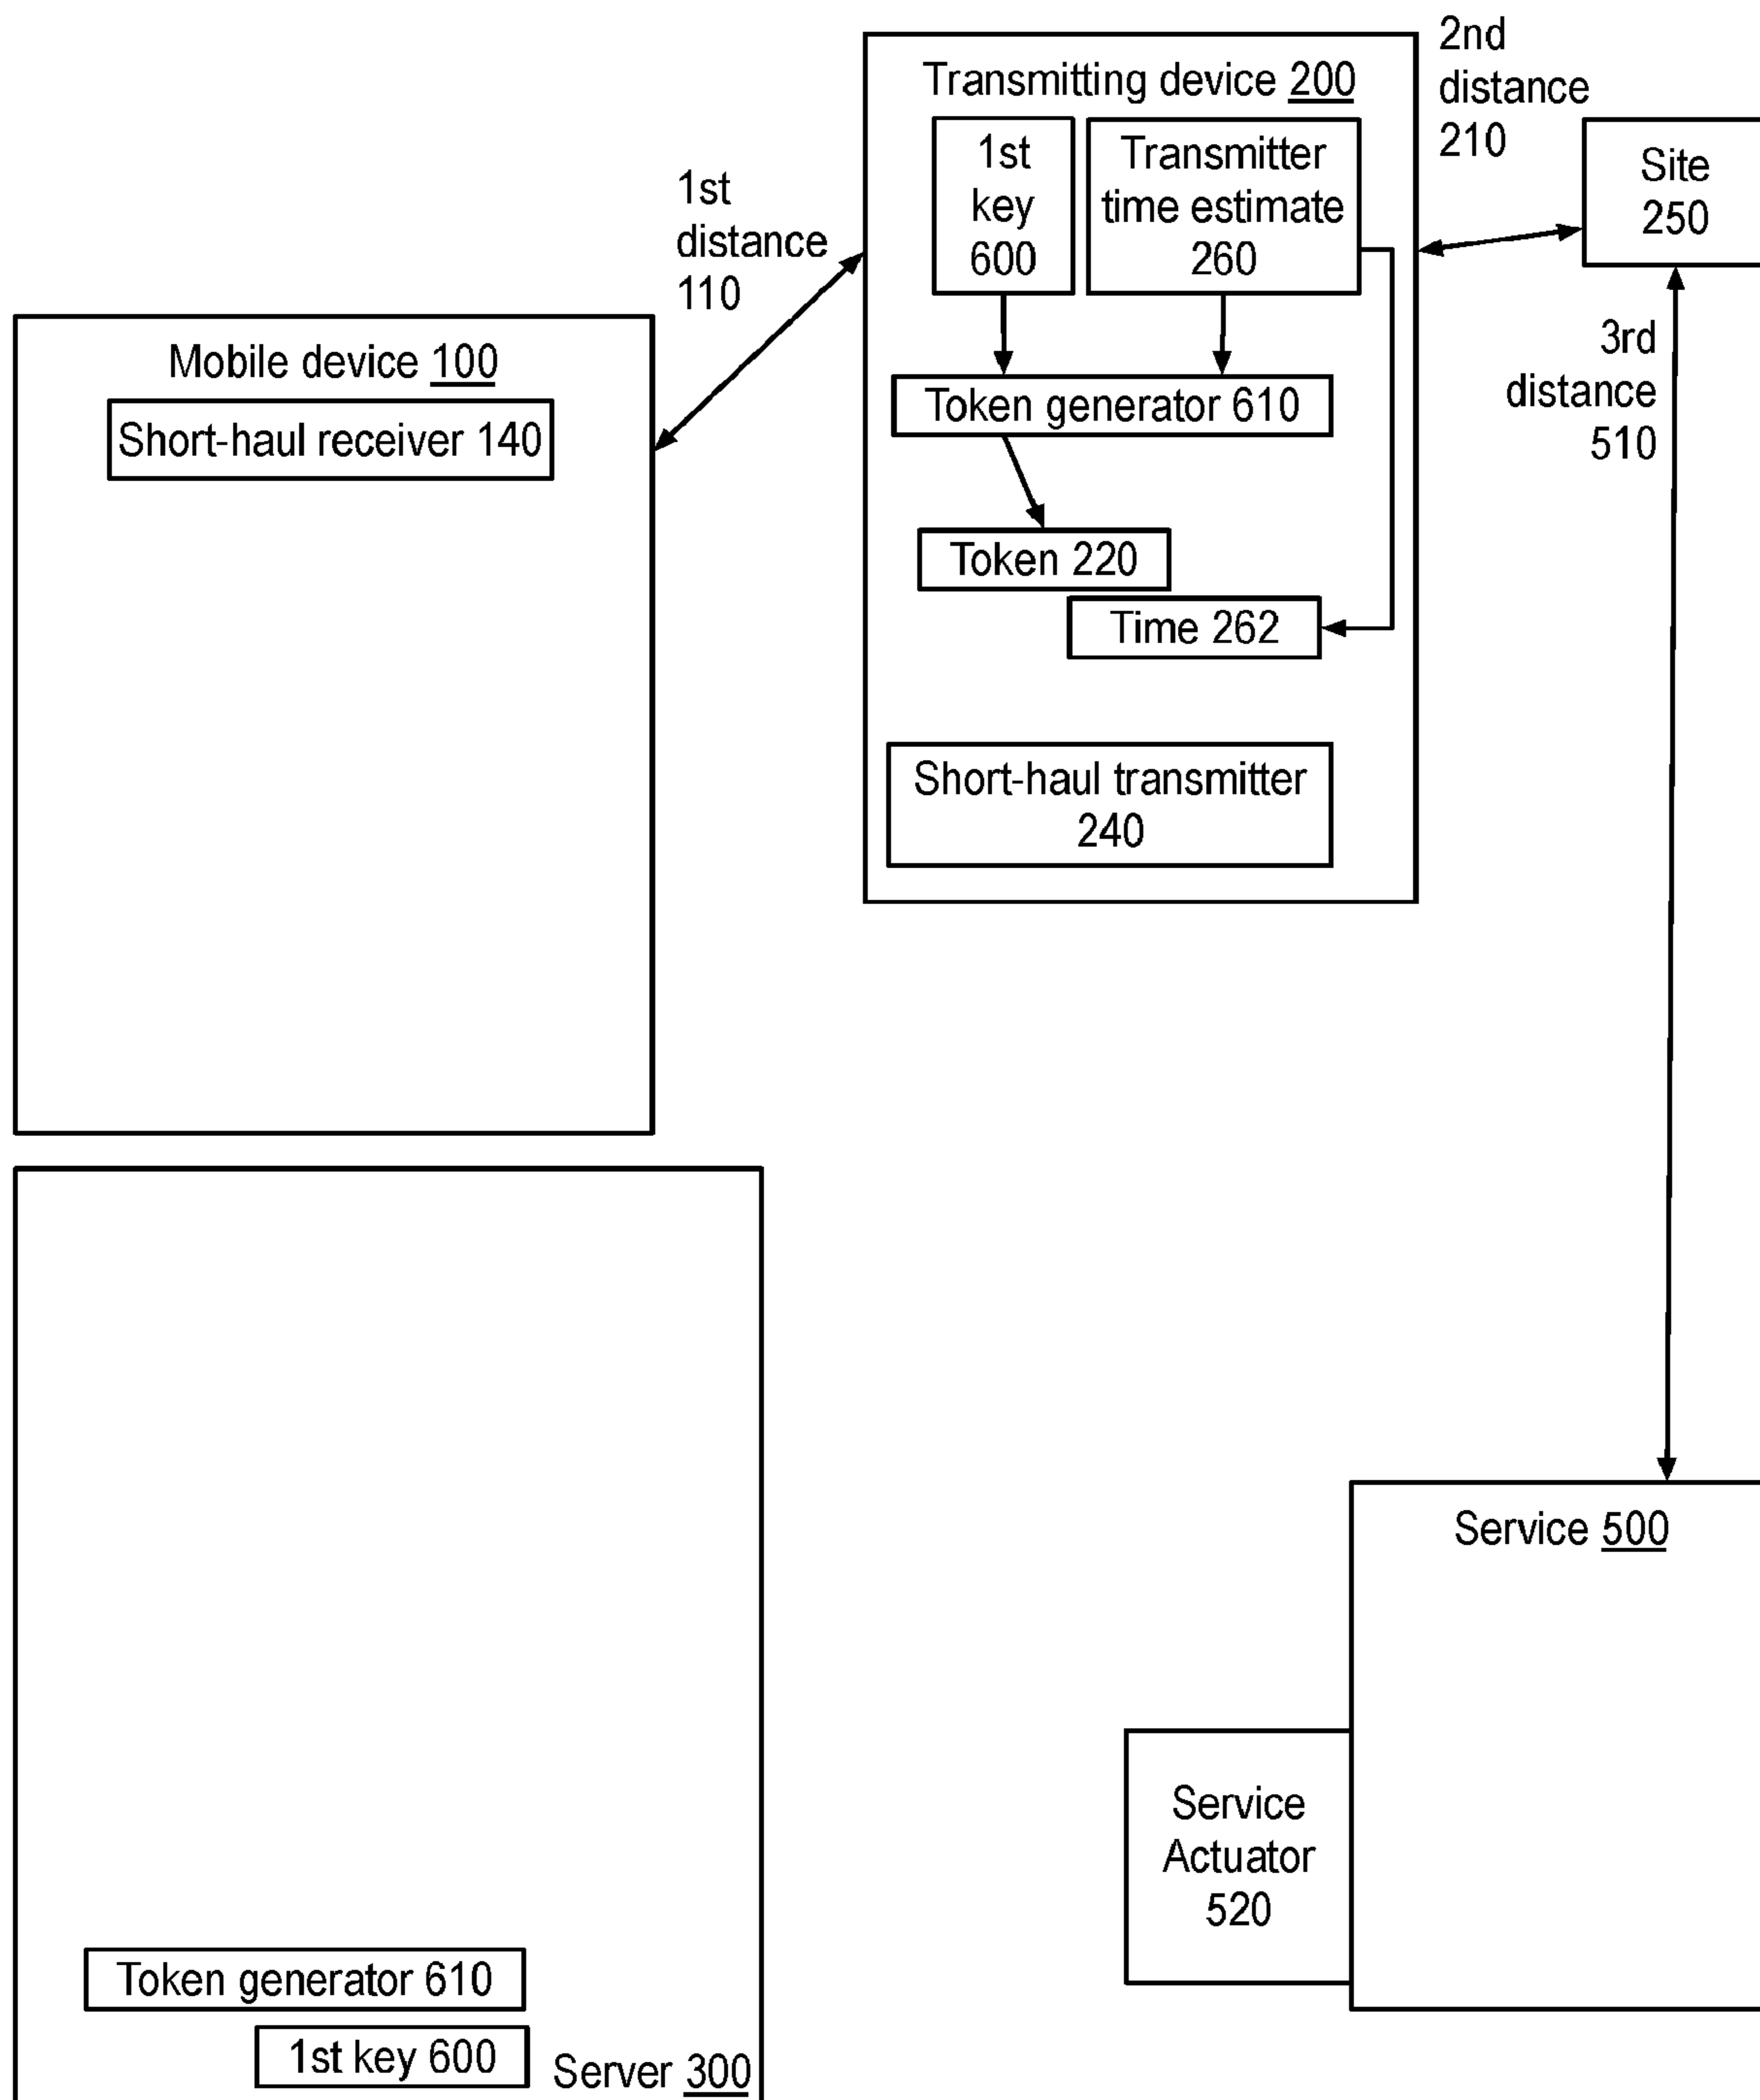 2nd
distance
210
Transmitting device 200
1st
key
600
Transmitter
time estimate
260
Site
250
1st
distance
110
3rd
distance
510
Mobile device 100
Short-haul receiver 140
Token generator 610
Token 220
Time 262
Short-haul transmitter
240
Service 500
Service
Actuator
520
Token generator 610
1st key 600
Server 300